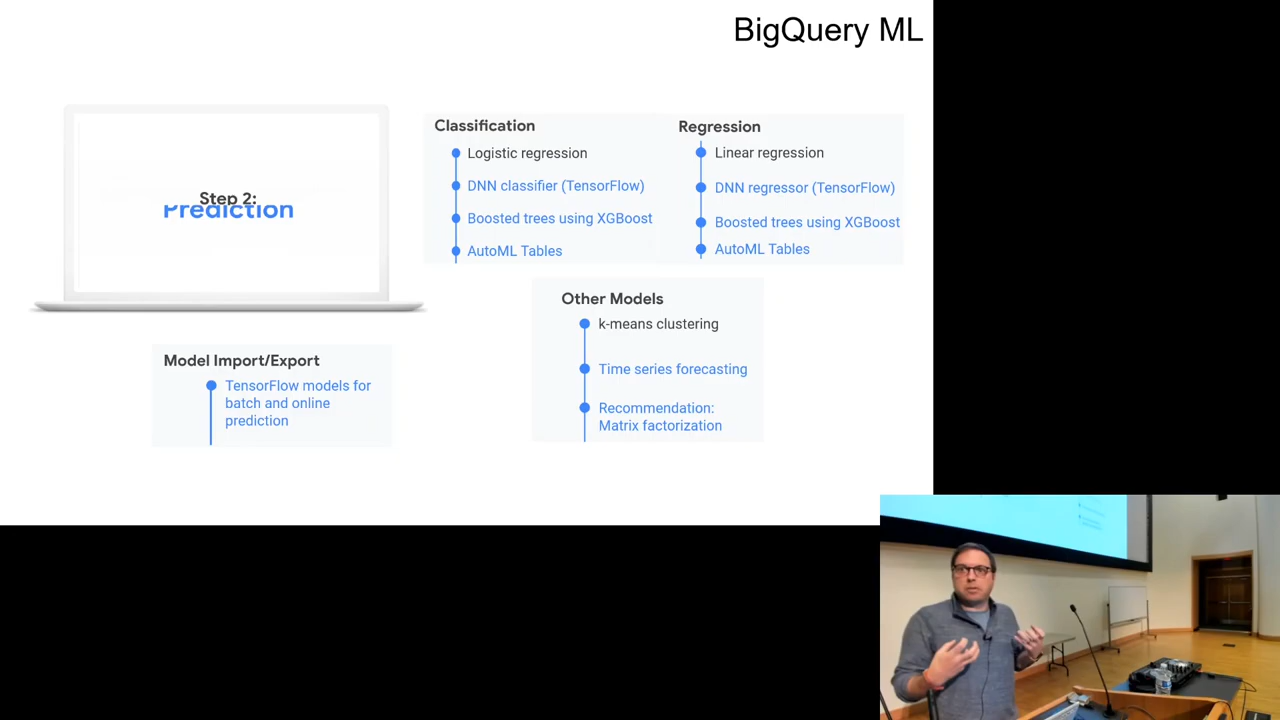 BigQuery ML
Step 2:
Prediction
Classification
Logistic regression
DNN classifier (TensorFlow)
Boosted trees using XGBoost
AutoML Tables
Regression
Linear regression
DNN regressor (TensorFlow)
Boosted trees using XGBoost
AutoML Tables
Other Models
k-means clustering
Time series forecasting
Recommendation:
Matrix factorization
Model Import/Export
TensorFlow models for
batch and online
prediction